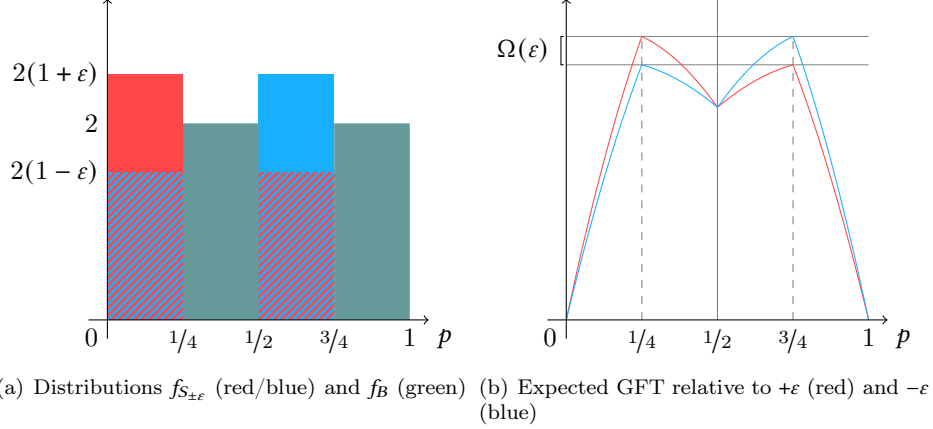 2(1 + ε)
2
2(1 − ε)
0 1/4 1/2 3/4 1 p
Ω(ε)
0 1/4 1/2 3/4 1 p
a) Distributions f_{S_{±ε}} (red/blue) and f_B (green)
(b) Expected GFT relative to +ε (red) and −ε
(blue)